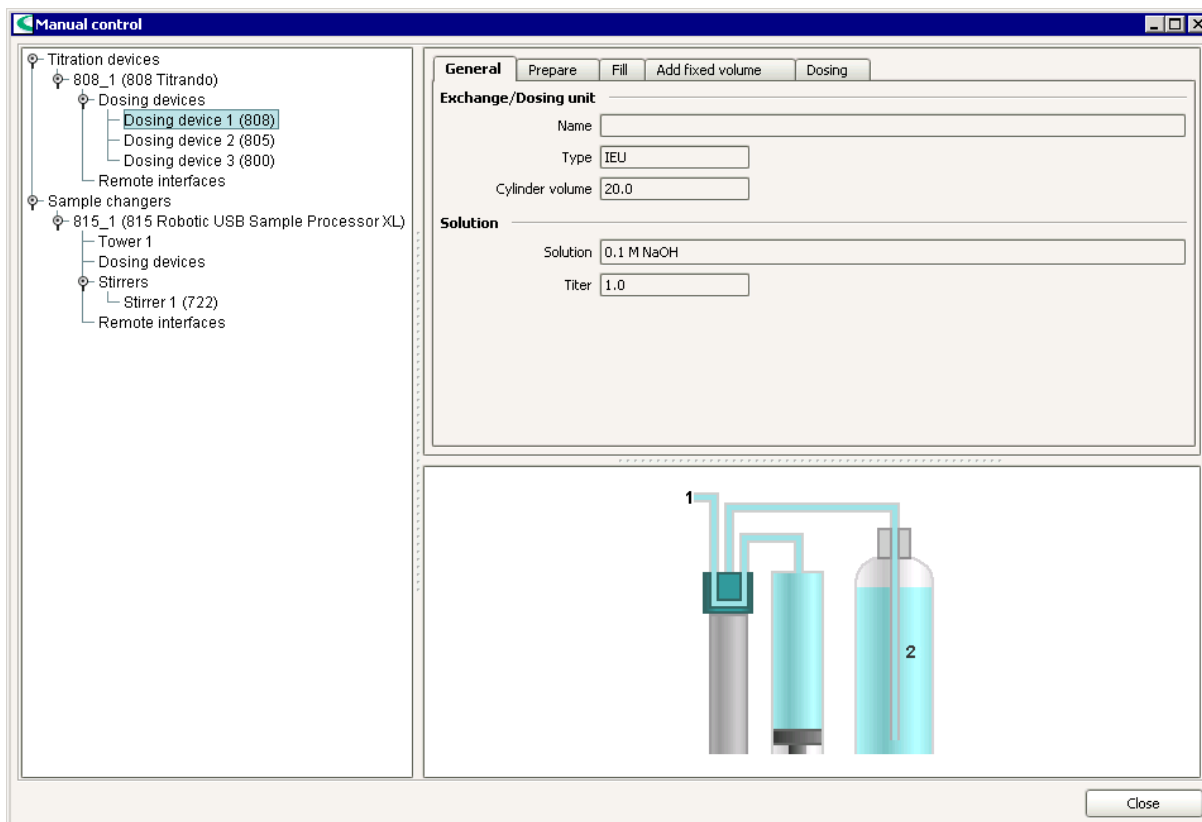 Manual control
Titration devices
808_1 (808 Titrando)
Dosing devices
Dosing device 1 (808)
Dosing device 2 (805)
Dosing device 3 (800)
Remote interfaces
Sample changers
815_1 (815 Robotic USB Sample Processor XL)
Tower 1
Dosing devices
Stirrers
Stirrer 1 (722)
Remote interfaces
General Prepare Fill Add fixed volume Dosing
Exchange/Dosing unit
Name
Type IEU
Cylinder volume 20.0
Solution
Solution 0.1 M NaOH
Titer 1.0
1
2
Close